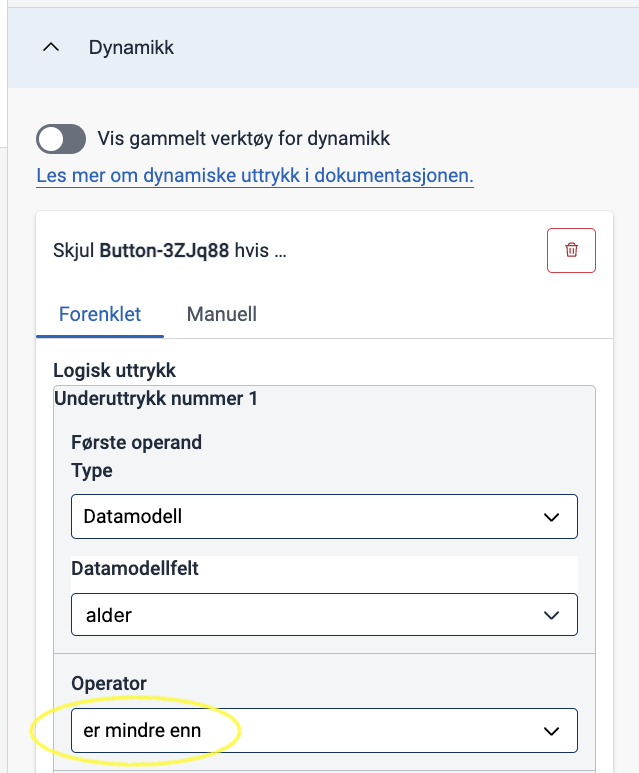 Dynamikk
Vis gammelt verktøy for dynamikk
Les mer om dynamiske uttrykk i dokumentasjonen.
Skjul Button-3ZJq88 hvis ...
Forenklet Manuell
Logisk uttrykk
Underuttrykk nummer 1
Første operand
Type
Datamodell
Datamodellfelt
alder
Operator
er mindre enn